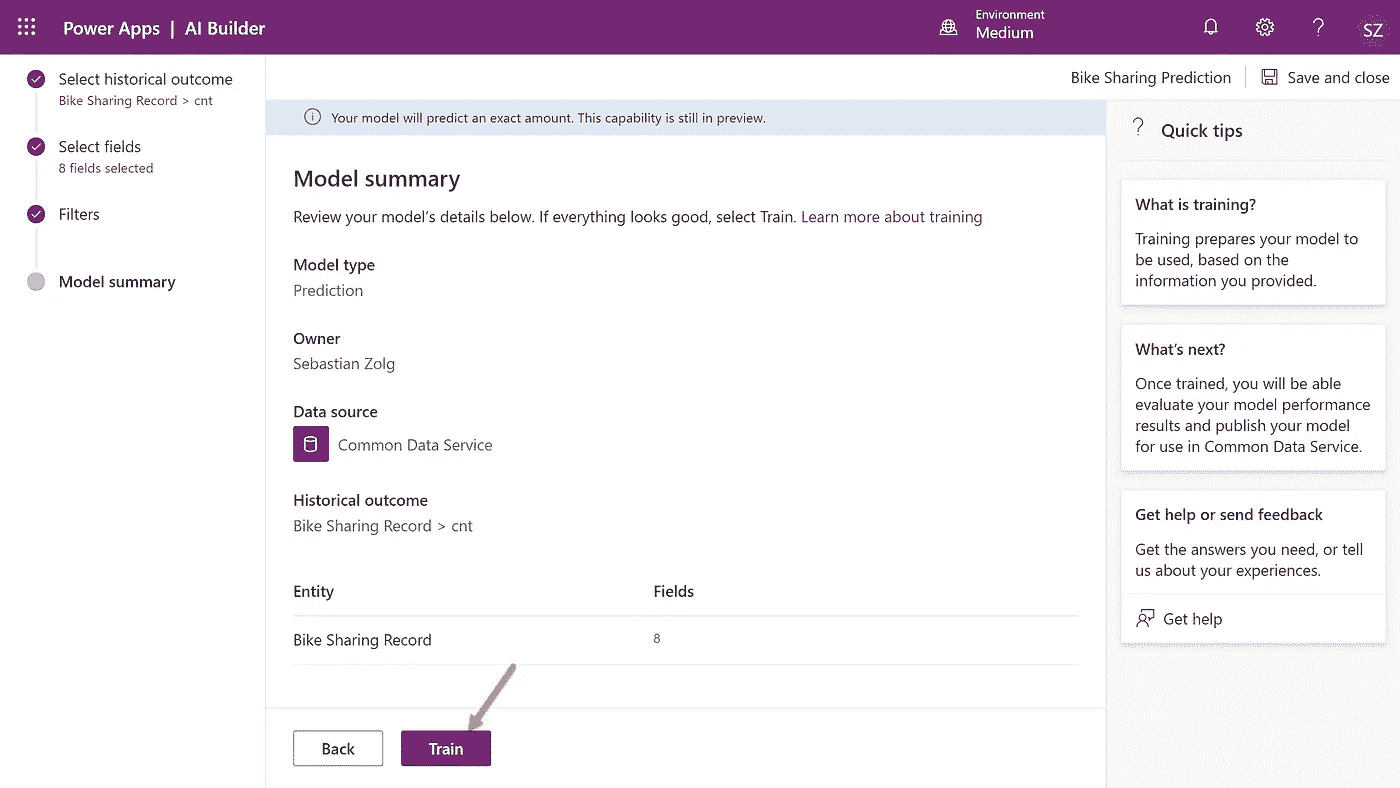 Power Apps | AI Builder
Environment
Medium
SZ
Select historical outcome
Bike Sharing Record > cnt
Select fields
8 fields selected
Filters
Model summary
Bike Sharing Prediction
Save and close
Your model will predict an exact amount. This capability is still in preview.
Model summary
Review your model's details below. If everything looks good, select Train. Learn more about training
Model type
Prediction
Owner
Sebastian Zolg
Data source
Common Data Service
Historical outcome
Bike Sharing Record > cnt
Entity Fields
Bike Sharing Record 8
Back Train
Quick tips
What is training?
Training prepares your model to
be used, based on the
information you provided.
What's next?
Once trained, you will be able
evaluate your model performance
results and publish your model
for use in Common Data Service.
Get help or send feedback
Get the answers you need, or tell
us about your experiences.
Get help